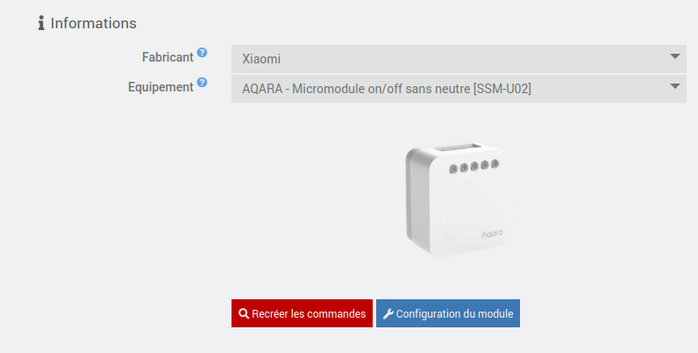 Informations
Fabricant
Xiaomi
Equipement
AQARA - Micromodule on/off sans neutre [SSM-U02]
Aqara
Recréer les commandes
Configuration du module